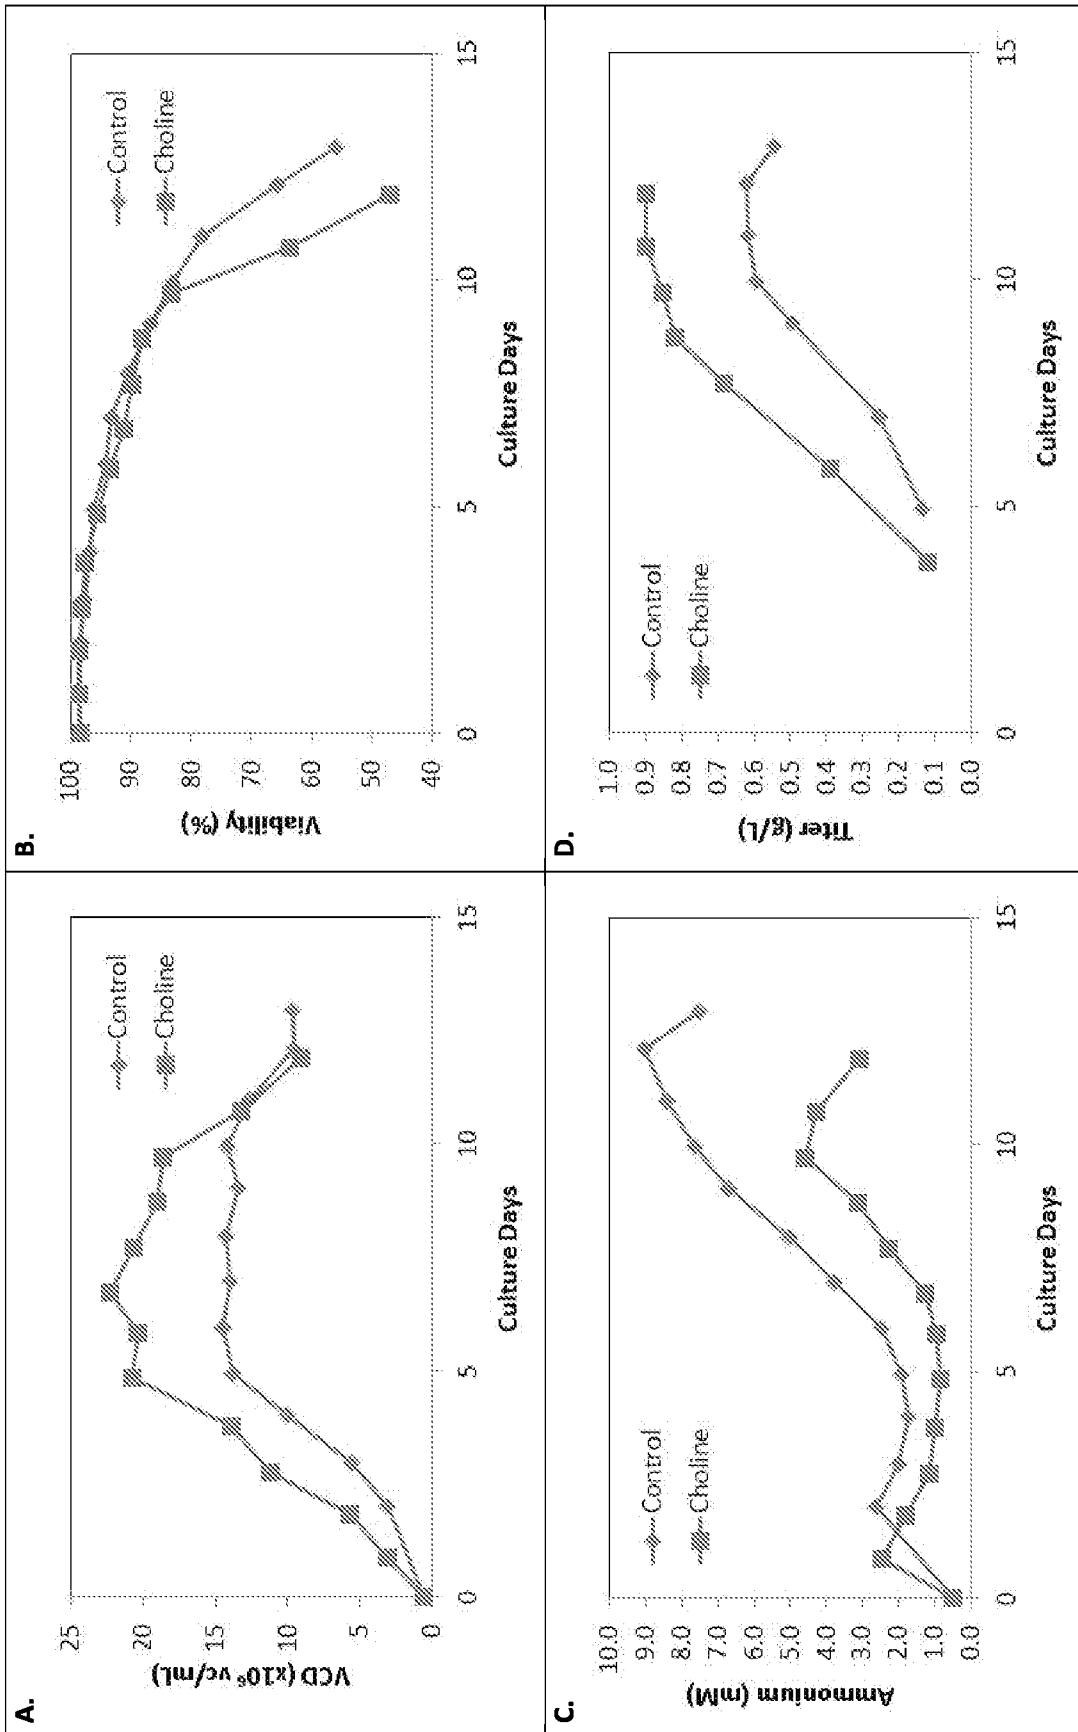 A.
VCD (x10⁶ vc/mL)
25
20
15
10
5
0
Control
Choline
0
5
10
15
Culture Days
B.
Viability (%)
100
90
80
70
60
50
40
Control
Choline
0
5
10
15
Culture Days
C.
Ammonium (mM)
10.0
9.0
8.0
7.0
6.0
5.0
4.0
3.0
2.0
1.0
0.0
Control
Choline
0
5
10
15
Culture Days
D.
Titer (g/L)
1.0
0.9
0.8
0.7
0.6
0.5
0.4
0.3
0.2
0.1
0.0
Control
Choline
0
5
10
15
Culture Days